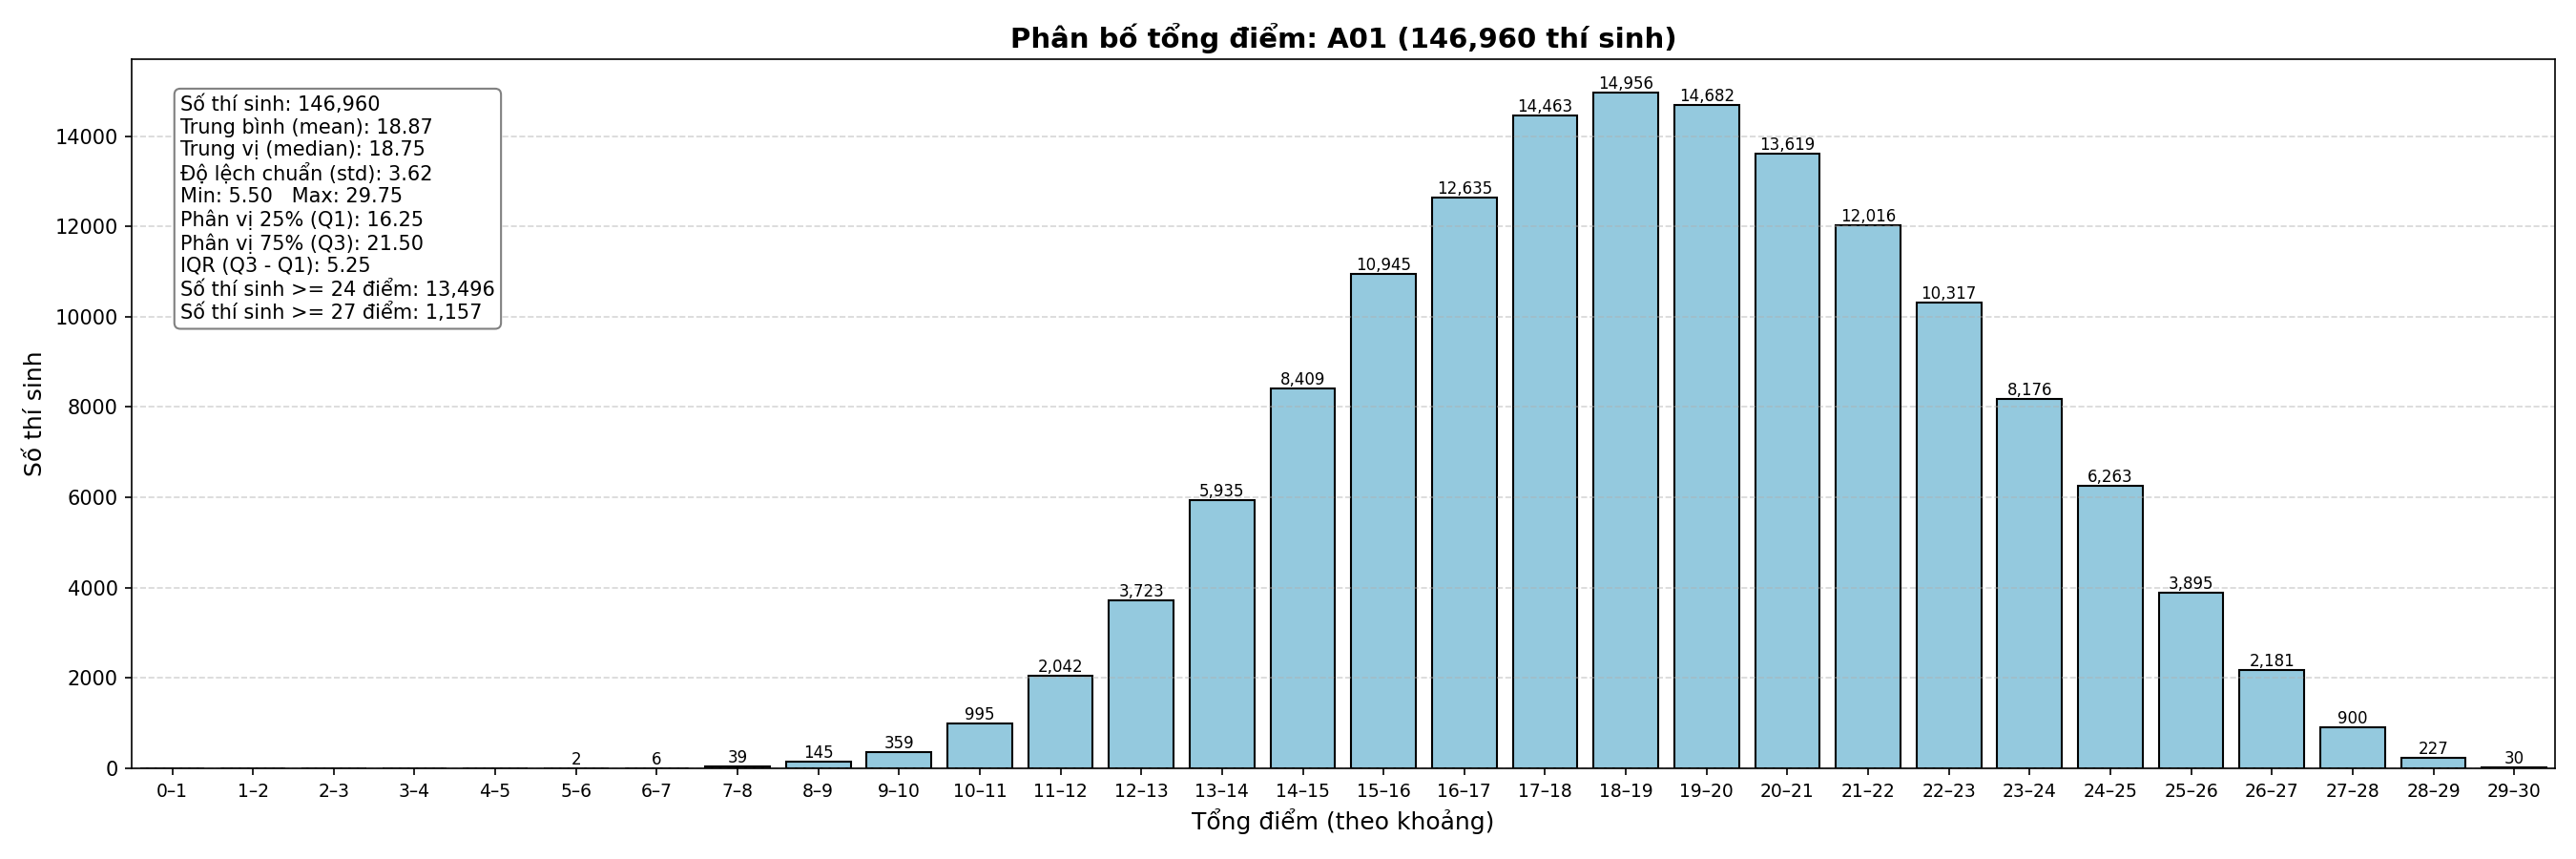 Phân bố tổng điểm: A01 (146,960 thí sinh)
Số thí sinh: 146,960
Trung bình (mean): 18.87
Trung vị (median): 18.75
Độ lệch chuẩn (std): 3.62
Min: 5.50   Max: 29.75
Phân vị 25% (Q1): 16.25
Phân vị 75% (Q3): 21.50
IQR (Q3 - Q1): 5.25
Số thí sinh >= 24 điểm: 13,496
Số thí sinh >= 27 điểm: 1,157
Số thí sinh
14000
12000
10000
8000
6000
4000
2000
0
2
6
39
145
359
995
2,042
3,723
5,935
8,409
10,945
12,635
14,463
14,956
14,682
13,619
12,016
10,317
8,176
6,263
3,895
2,181
900
227
30
0–1 1–2 2–3 3–4 4–5 5–6 6–7 7–8 8–9 9–10 10–11 11–12 12–13 13–14 14–15 15–16 16–17 17–18 18–19 19–20 20–21 21–22 22–23 23–24 24–25 25–26 26–27 27–28 28–29 29–30
Tổng điểm (theo khoảng)